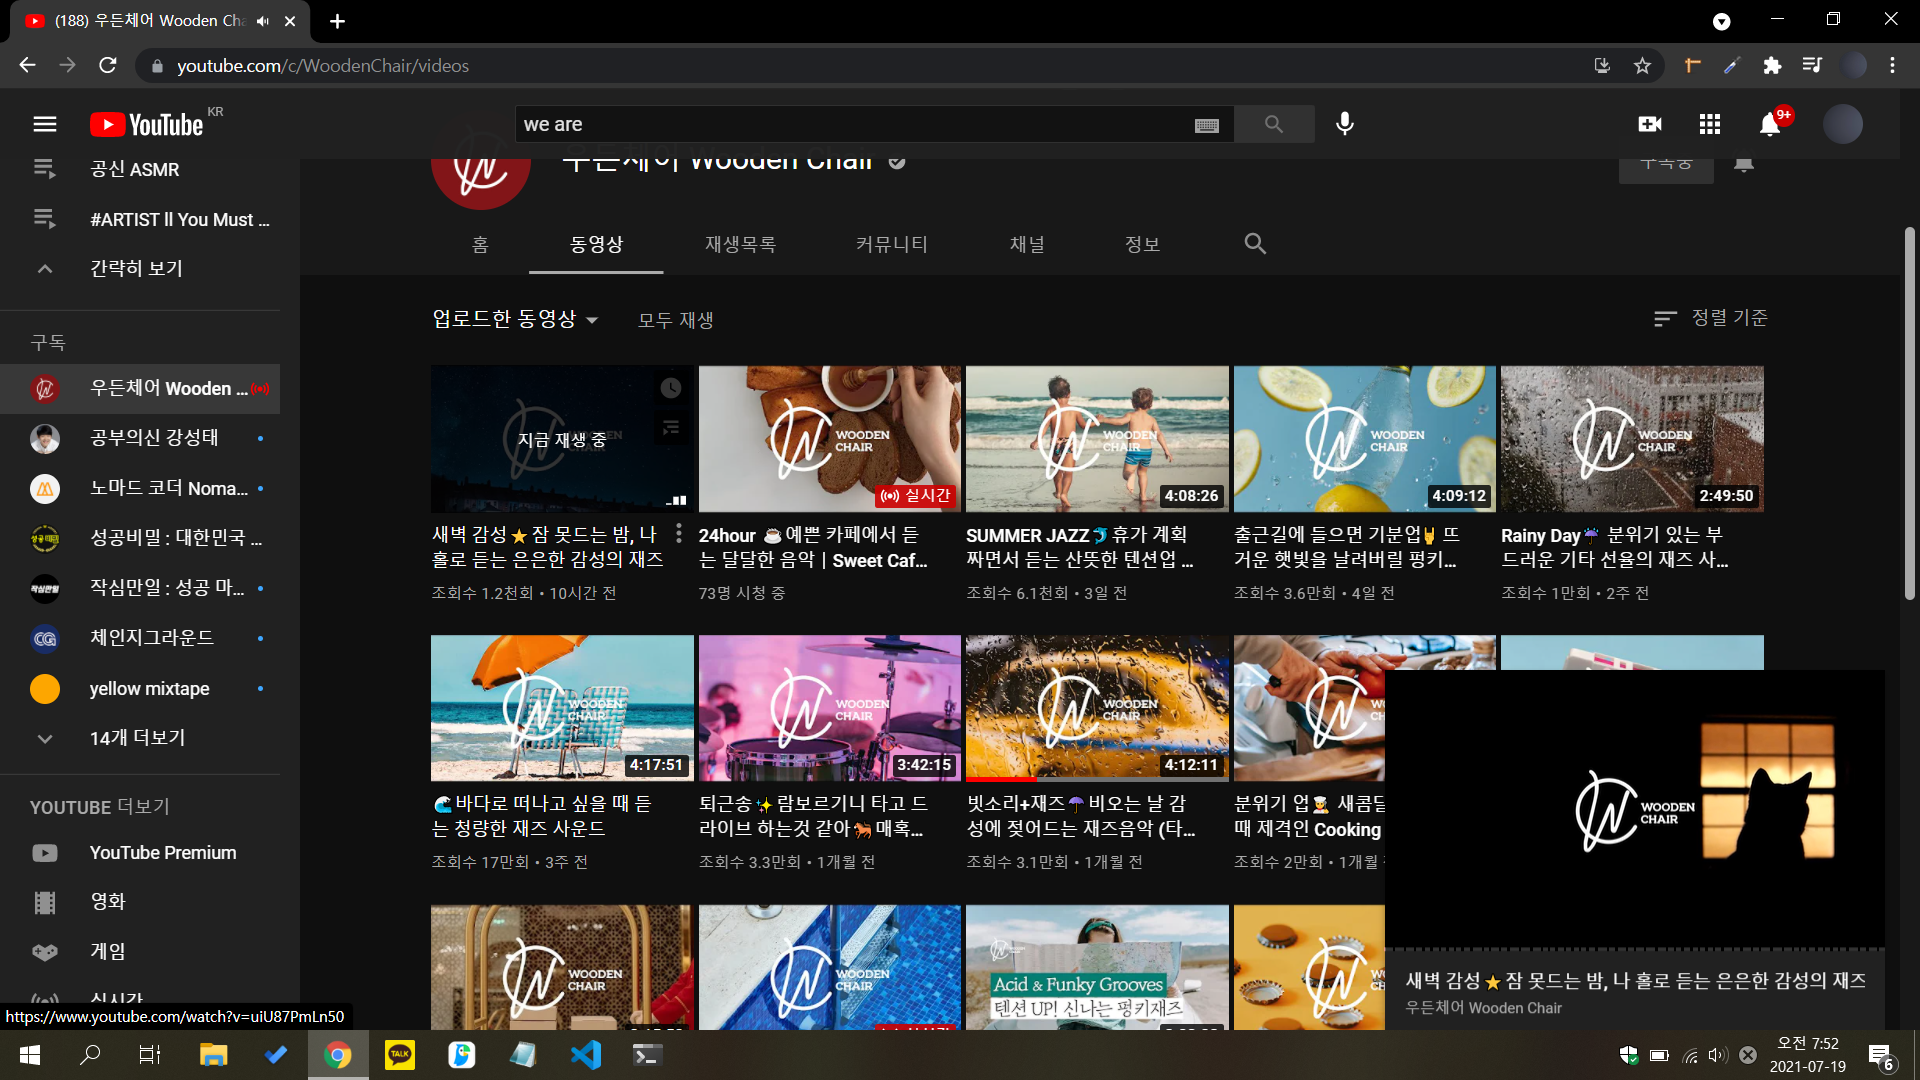 (188) 우든체어 Wooden Cha
youtube.com/c/WoodenChair/videos
YouTube KR
we are
9+
공신 ASMR
#ARTIST ll You Must ...
간략히 보기
구독
우든체어 Wooden ...
공부의신 강성태
노마드 코더 Noma...
성공비밀 : 대한민국 ...
작심만일 : 성공 마...
체인지그라운드
yellow mixtape
14개 더보기
YOUTUBE 더보기
YouTube Premium
영화
게임
실시간
우든체어 Wooden Chair
구독중
홈
동영상
재생목록
커뮤니티
채널
정보
업로드한 동영상
모두 재생
정렬 기준
지금 재생 중
WOODEN
CHAIR
실시간
WOODEN
CHAIR
4:08:26
WOODEN
CHAIR
4:09:12
WOODEN
CHAIR
2:49:50
새벽 감성⭐잠 못드는 밤, 나
홀로 듣는 은은한 감성의 재즈
조회수 1.2천회 • 10시간 전
24hour ☕예쁜 카페에서 듣
는 달달한 음악 | Sweet Caf...
73명 시청 중
SUMMER JAZZ🐬휴가 계획
짜면서 듣는 산뜻한 텐션업 ...
조회수 6.1천회 • 3일 전
출근길에 들으면 기분업🤘뜨
거운 햇빛을 날려버릴 펑키...
조회수 3.6만회 • 4일 전
Rainy Day☔ 분위기 있는 부
드러운 기타 선율의 재즈 사...
조회수 1만회 • 2주 전
WOODEN
CHAIR
4:17:51
WOODEN
CHAIR
3:42:15
WOODEN
CHAIR
4:12:11
🌊바다로 떠나고 싶을 때 듣
는 청량한 재즈 사운드
조회수 17만회 • 3주 전
퇴근송✨람보르기니 타고 드
라이브 하는것 같아🐎매혹...
조회수 3.3만회 • 1개월 전
빗소리+재즈☂비오는 날 감
성에 젖어드는 재즈음악 (타...
조회수 3.1만회 • 1개월 전
분위기 업👩‍🍳 새콤달
때 제격인 Cooking
조회수 2만회 • 1개월
WOODEN
CHAIR
WOODEN
CHAIR
Acid & Funky Grooves
텐션 UP! 신나는 펑키재즈
WOODEN
CHAIR
새벽 감성⭐잠 못드는 밤, 나 홀로 듣는 은은한 감성의 재즈
우든체어 Wooden Chair
https://www.youtube.com/watch?v=uiU87PmLn50
TALK
오전 7:52
2021-07-19
6